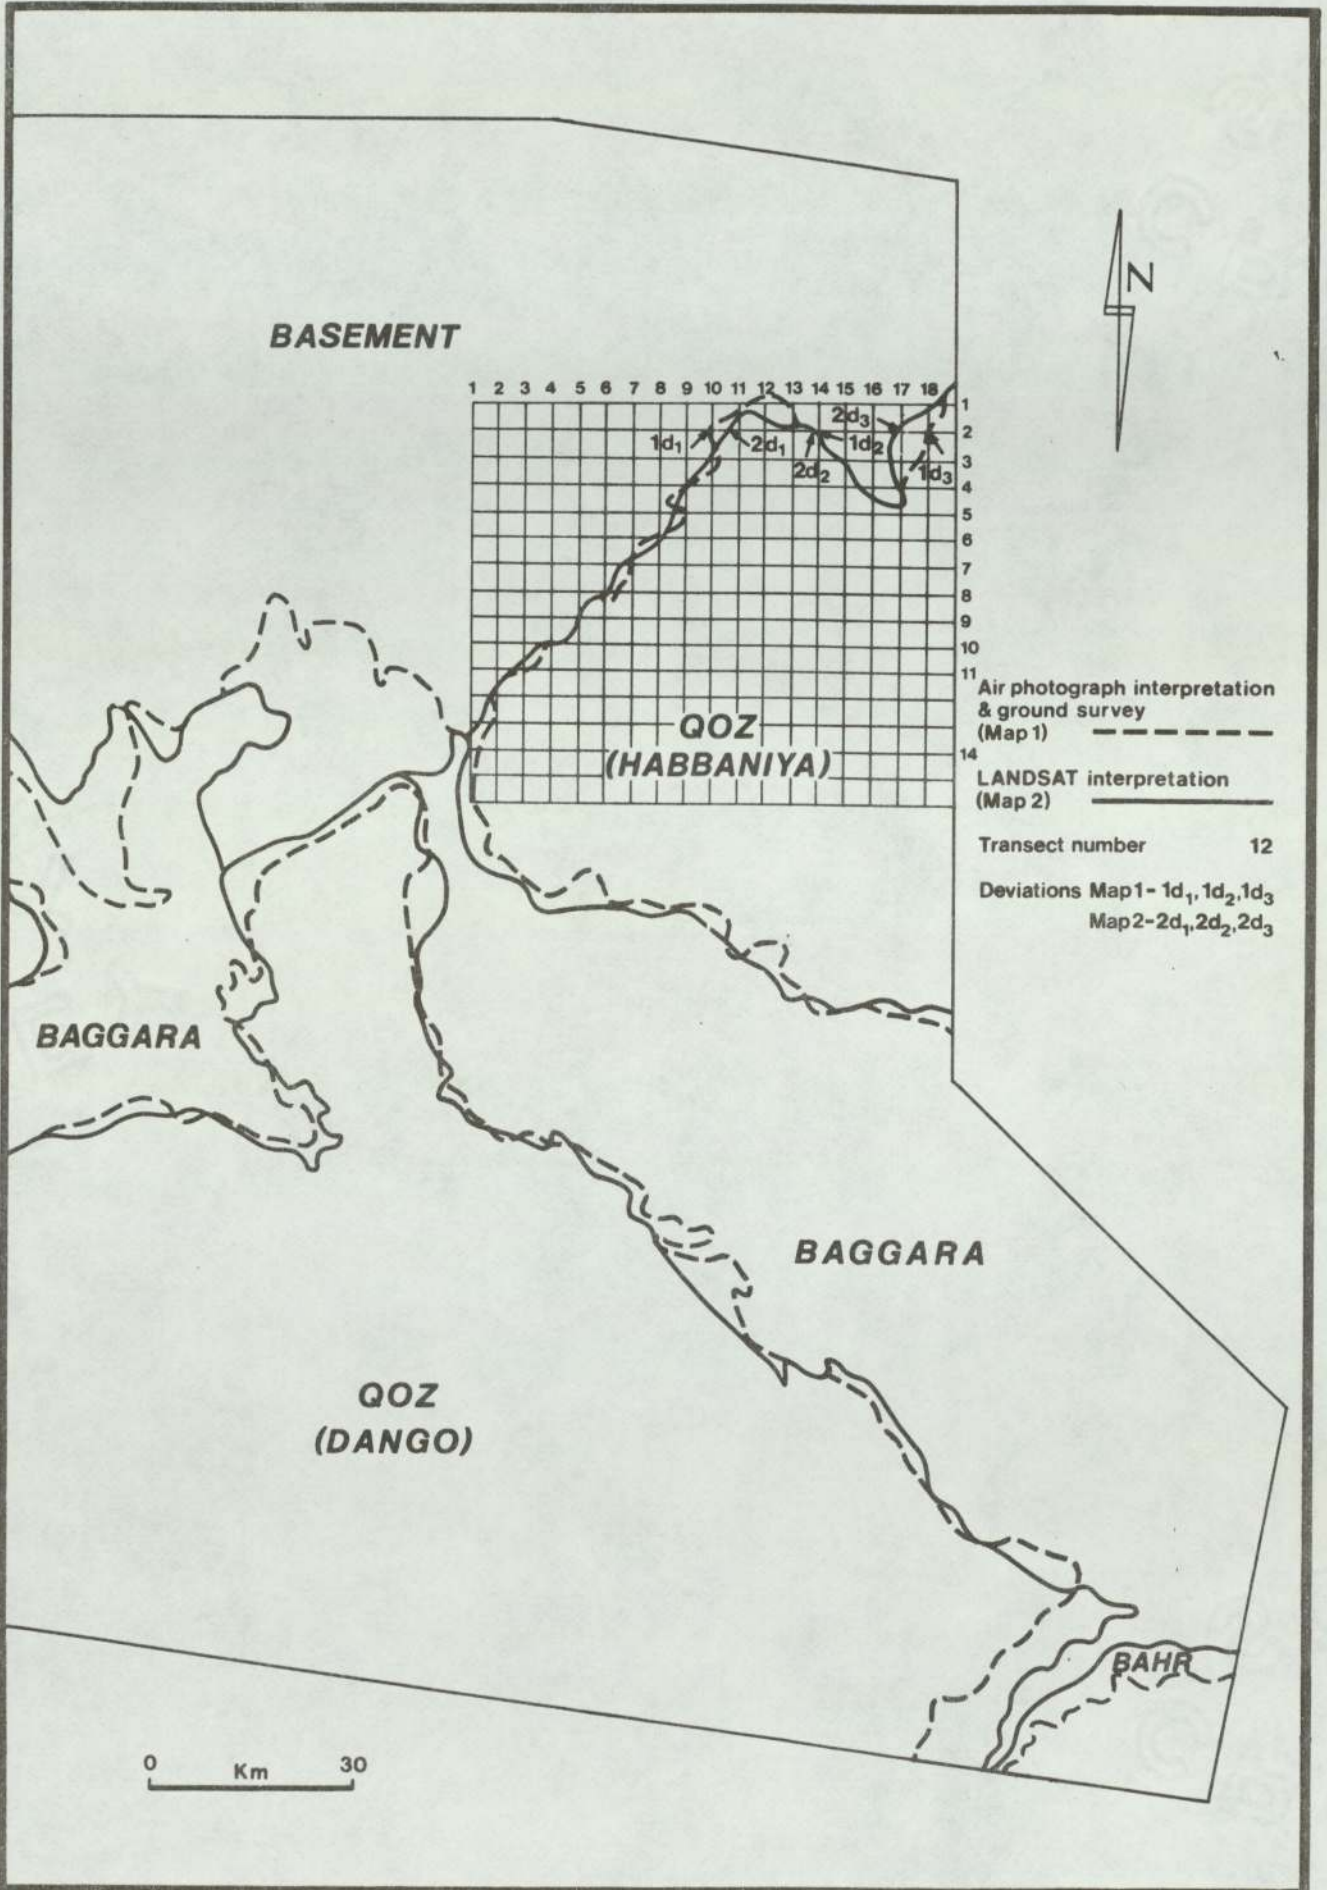 N
BASEMENT
1 2 3 4 5 6 7 8 9 10 11 12 13 14 15 16 17 18
1
2d3
1d1 2d1 1d2 2
2d2 1d3 3
4
5
6
7
8
9
10
11
14
QOZ
(HABBANIYA)
Air photograph interpretation
& ground survey
(Map 1)
LANDSAT interpretation
(Map 2)
Transect number 12
Deviations Map1- 1d1,1d2,1d3
Map2-2d1,2d2,2d3
BAGGARA
BAGGARA
QOZ
(DANGO)
BAHR
0 Km 30